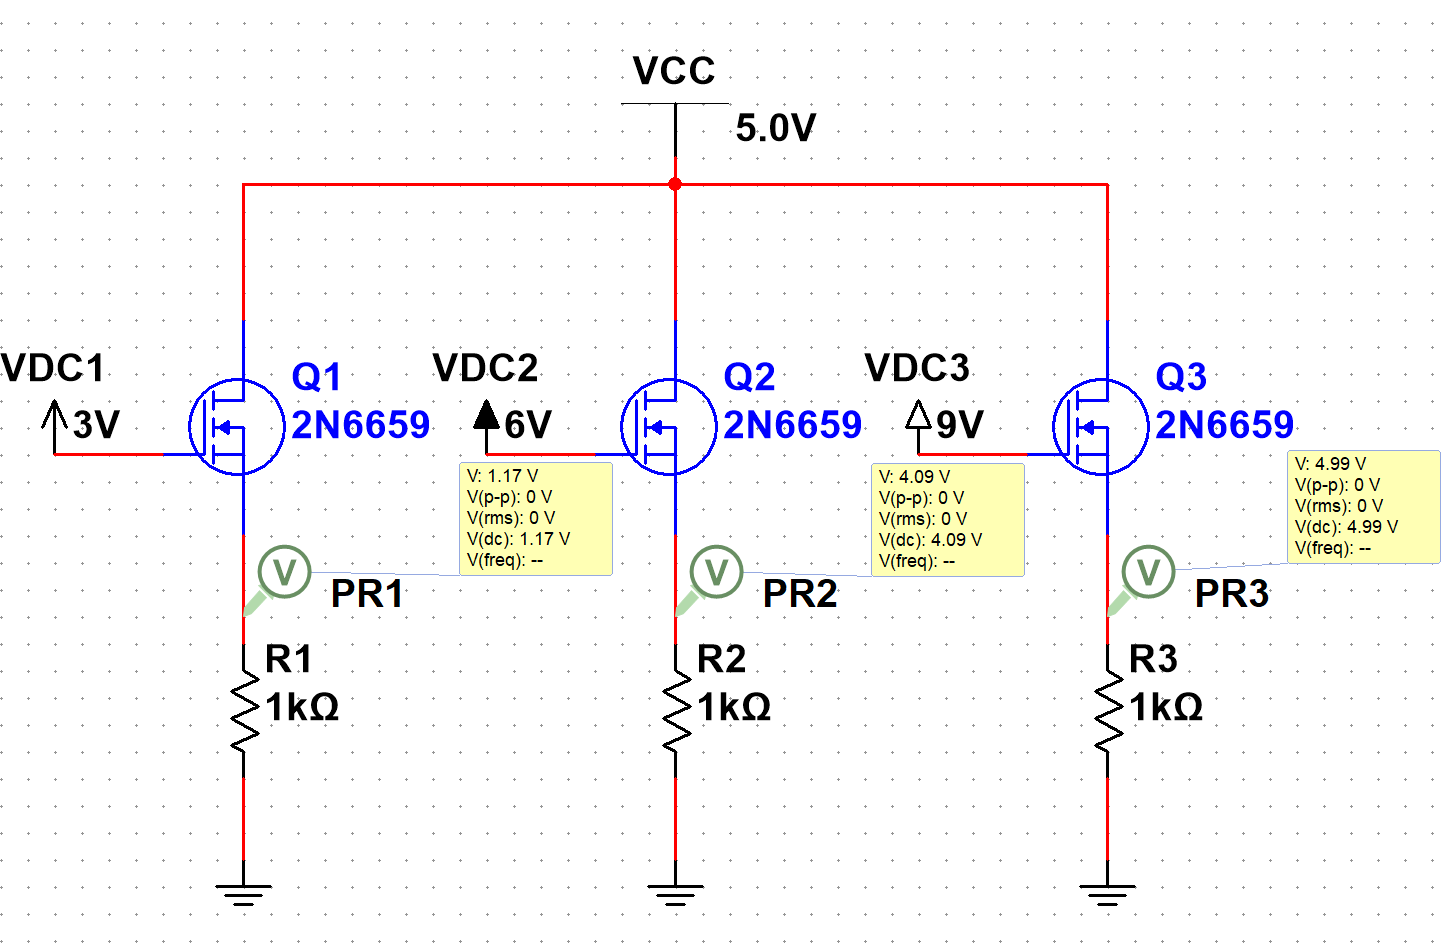 VCC
5.0V
VDC1
3V
Q1
2N6659
VDC2
6V
Q2
2N6659
VDC3
9V
Q3
2N6659
V: 1.17 V
V(p-p): 0 V
V(rms): 0 V
V(dc): 1.17 V
V(freq): --
V: 4.09 V
V(p-p): 0 V
V(rms): 0 V
V(dc): 4.09 V
V(freq): --
V: 4.99 V
V(p-p): 0 V
V(rms): 0 V
V(dc): 4.99 V
V(freq): --
V
PR1
V
PR2
V
PR3
R1
1kΩ
R2
1kΩ
R3
1kΩ